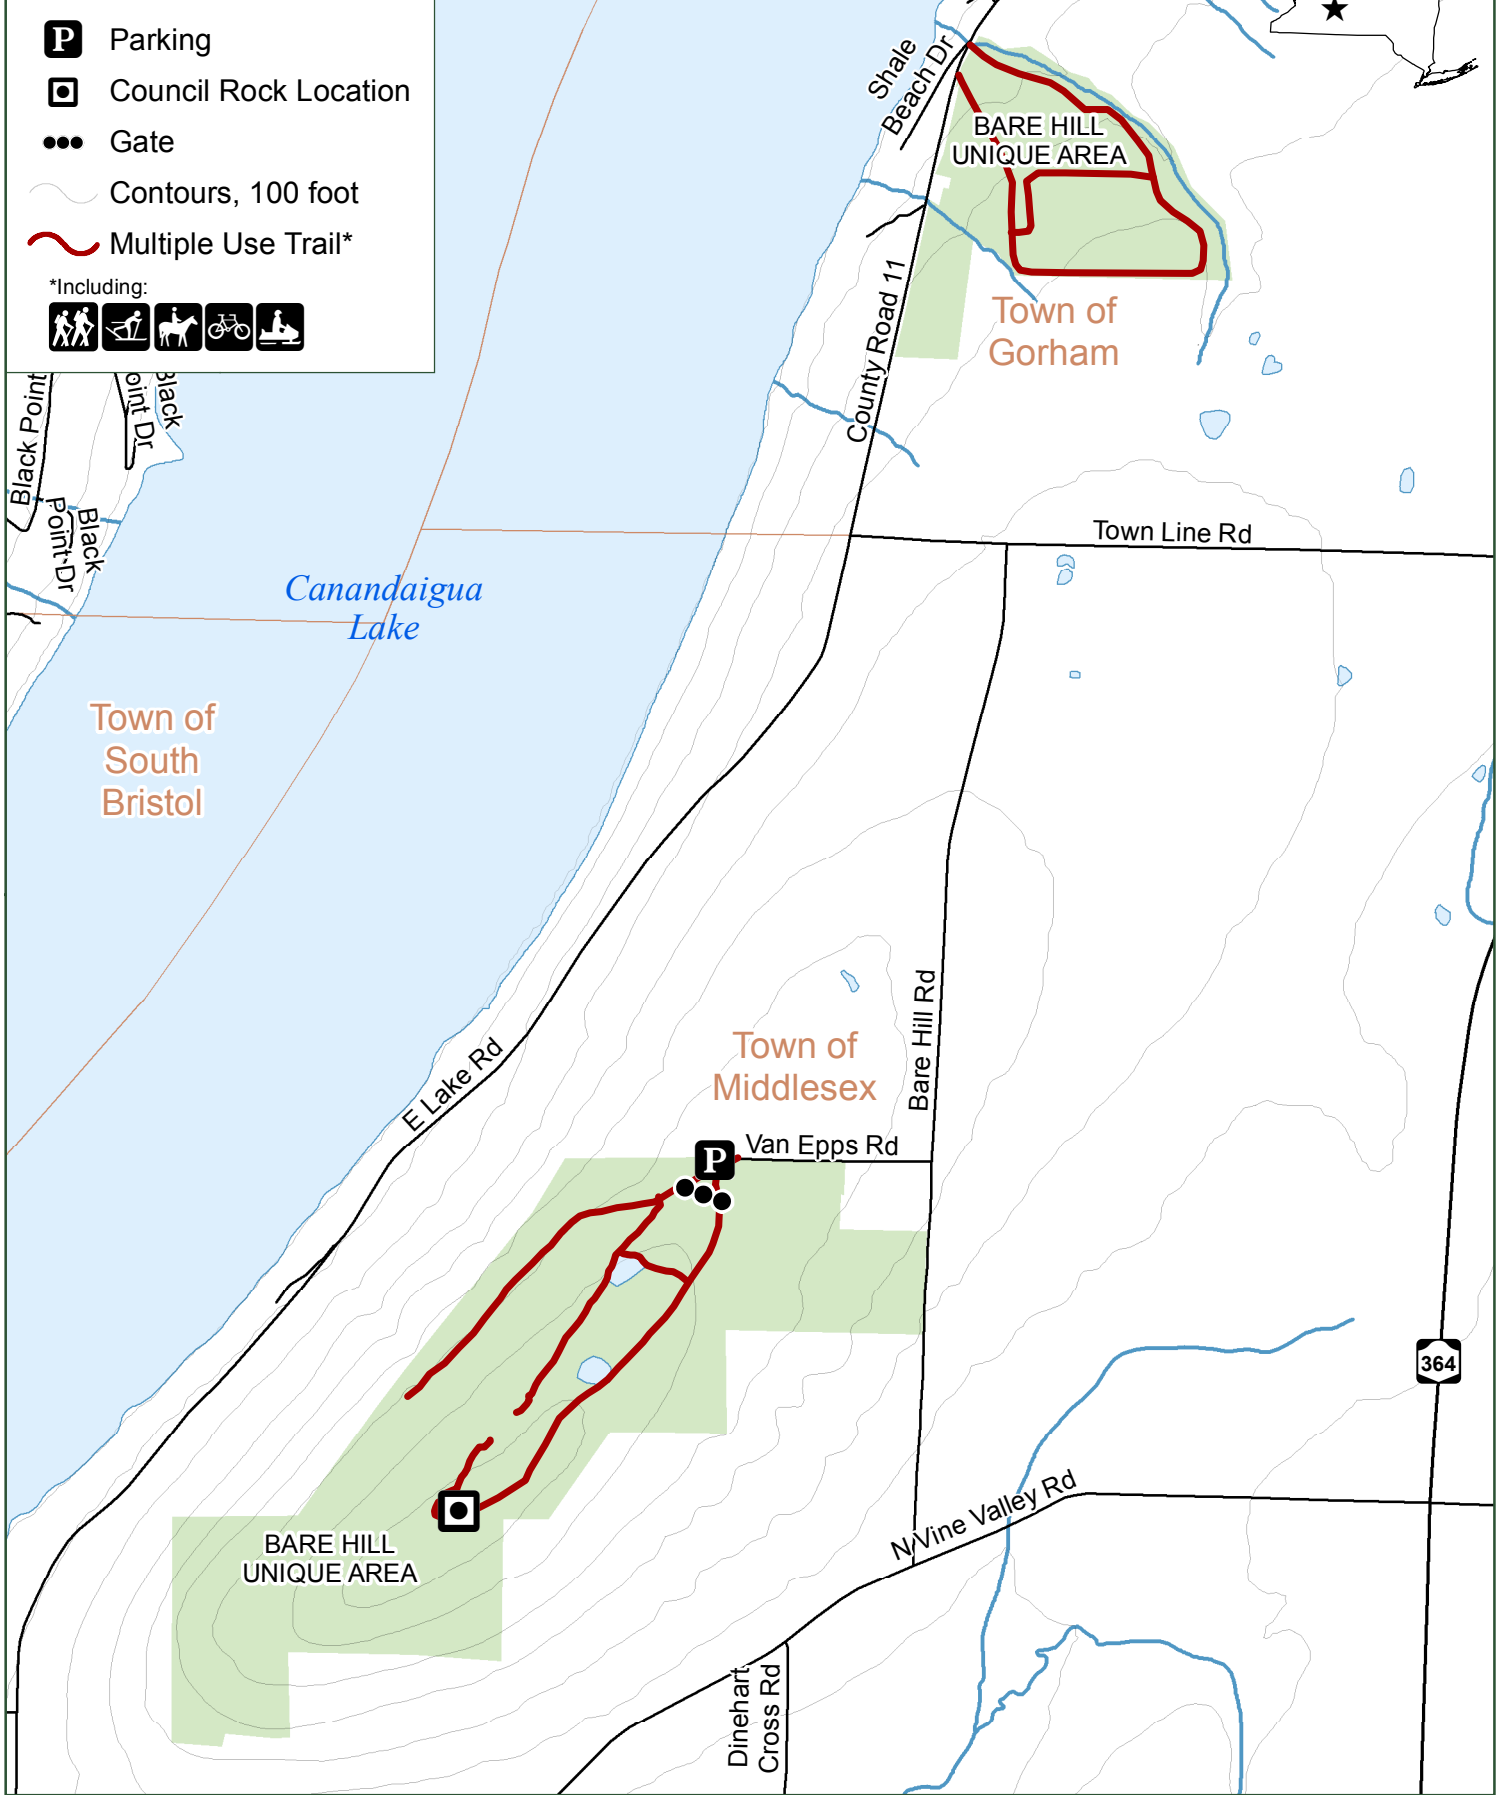 P Parking
Council Rock Location
Gate
Contours, 100 foot
Multiple Use Trail*
*Including:
Shale
Beach Dr
BARE HILL
UNIQUE AREA
County Road 11
Town of
Gorham
Black Point
Black
oint Dr
Black
Point Dr
Town Line Rd
Canandaigua
Lake
Town of
South
Bristol
E Lake Rd
Bare Hill Rd
Town of
Middlesex
P
Van Epps Rd
364
N Vine Valley Rd
BARE HILL
UNIQUE AREA
Dinehart
Cross Rd